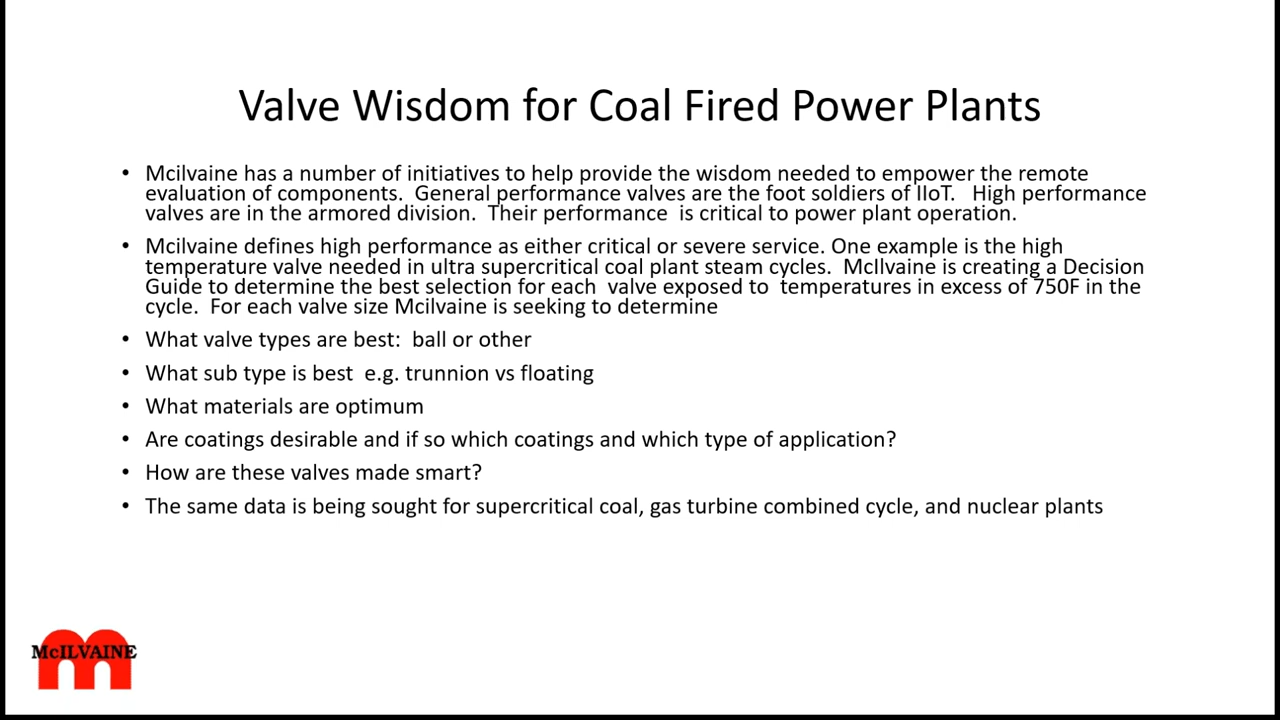 Valve Wisdom for Coal Fired Power Plants
• Mcilvaine has a number of initiatives to help provide the wisdom needed to empower the remote
evaluation of components.  General performance valves are the foot soldiers of IIoT.   High performance
valves are in the armored division.  Their performance  is critical to power plant operation.
• Mcilvaine defines high performance as either critical or severe service. One example is the high
temperature valve needed in ultra supercritical coal plant steam cycles.  McIlvaine is creating a Decision
Guide to determine the best selection for each  valve exposed to  temperatures in excess of 750F in the
cycle.  For each valve size Mcilvaine is seeking to determine
• What valve types are best:  ball or other
• What sub type is best  e.g. trunnion vs floating
• What materials are optimum
• Are coatings desirable and if so which coatings and which type of application?
• How are these valves made smart?
• The same data is being sought for supercritical coal, gas turbine combined cycle, and nuclear plants
McILVAINE